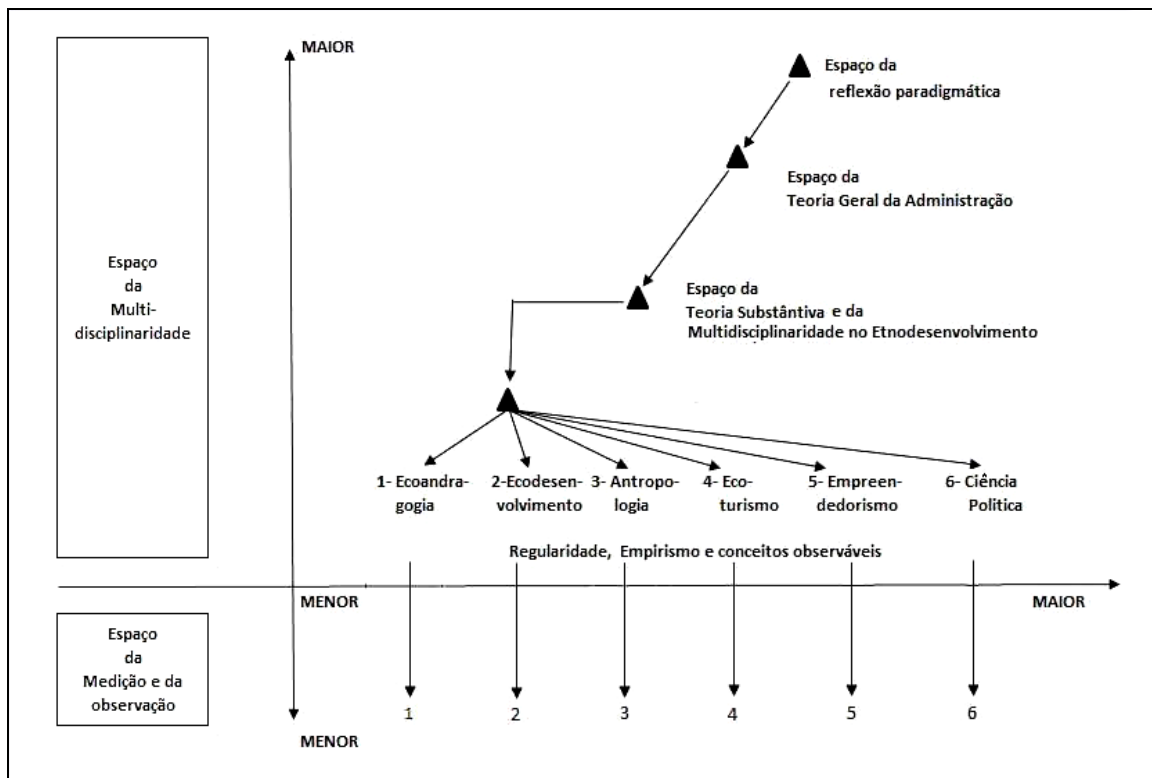 MAIOR
Espaço da
reflexão paradigmática
Espaço da
Teoria Geral da Administração
Espaço
da
Multi-
disciplinaridade
Espaço da
Teoria Substântiva e da
Multidisciplinaridade no Etnodesenvolvimento
1- Ecoandra-
gogia
2-Ecodesen-
volvimento
3- Antropo-
logia
4- Eco-
turismo
5- Empreen-
dedorismo
6- Ciência
Política
Regularidade, Empirismo e conceitos observáveis
MENOR
MAIOR
Espaço
da
Medição e da
observação
1
2
3
4
5
6
MENOR